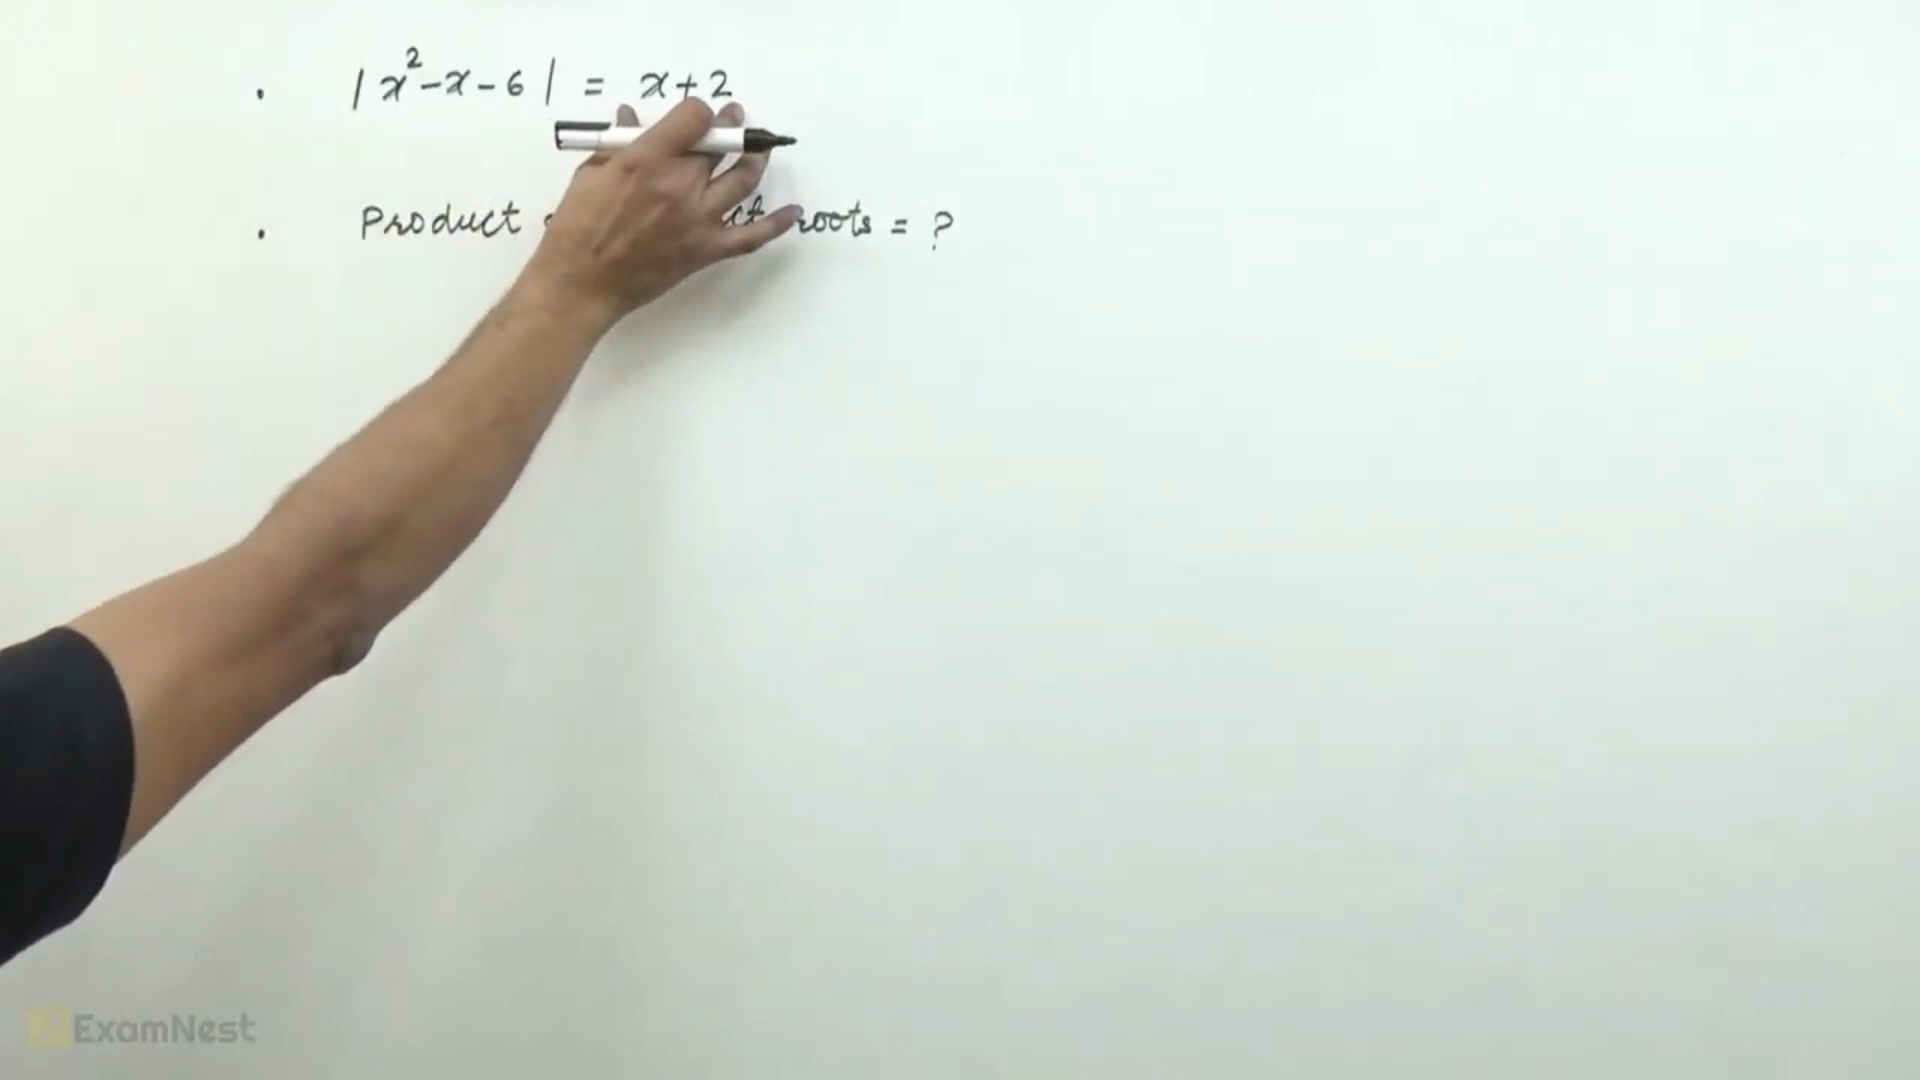 . | x² - x - 6 | = x + 2
. Product roots = ?
ExamNest